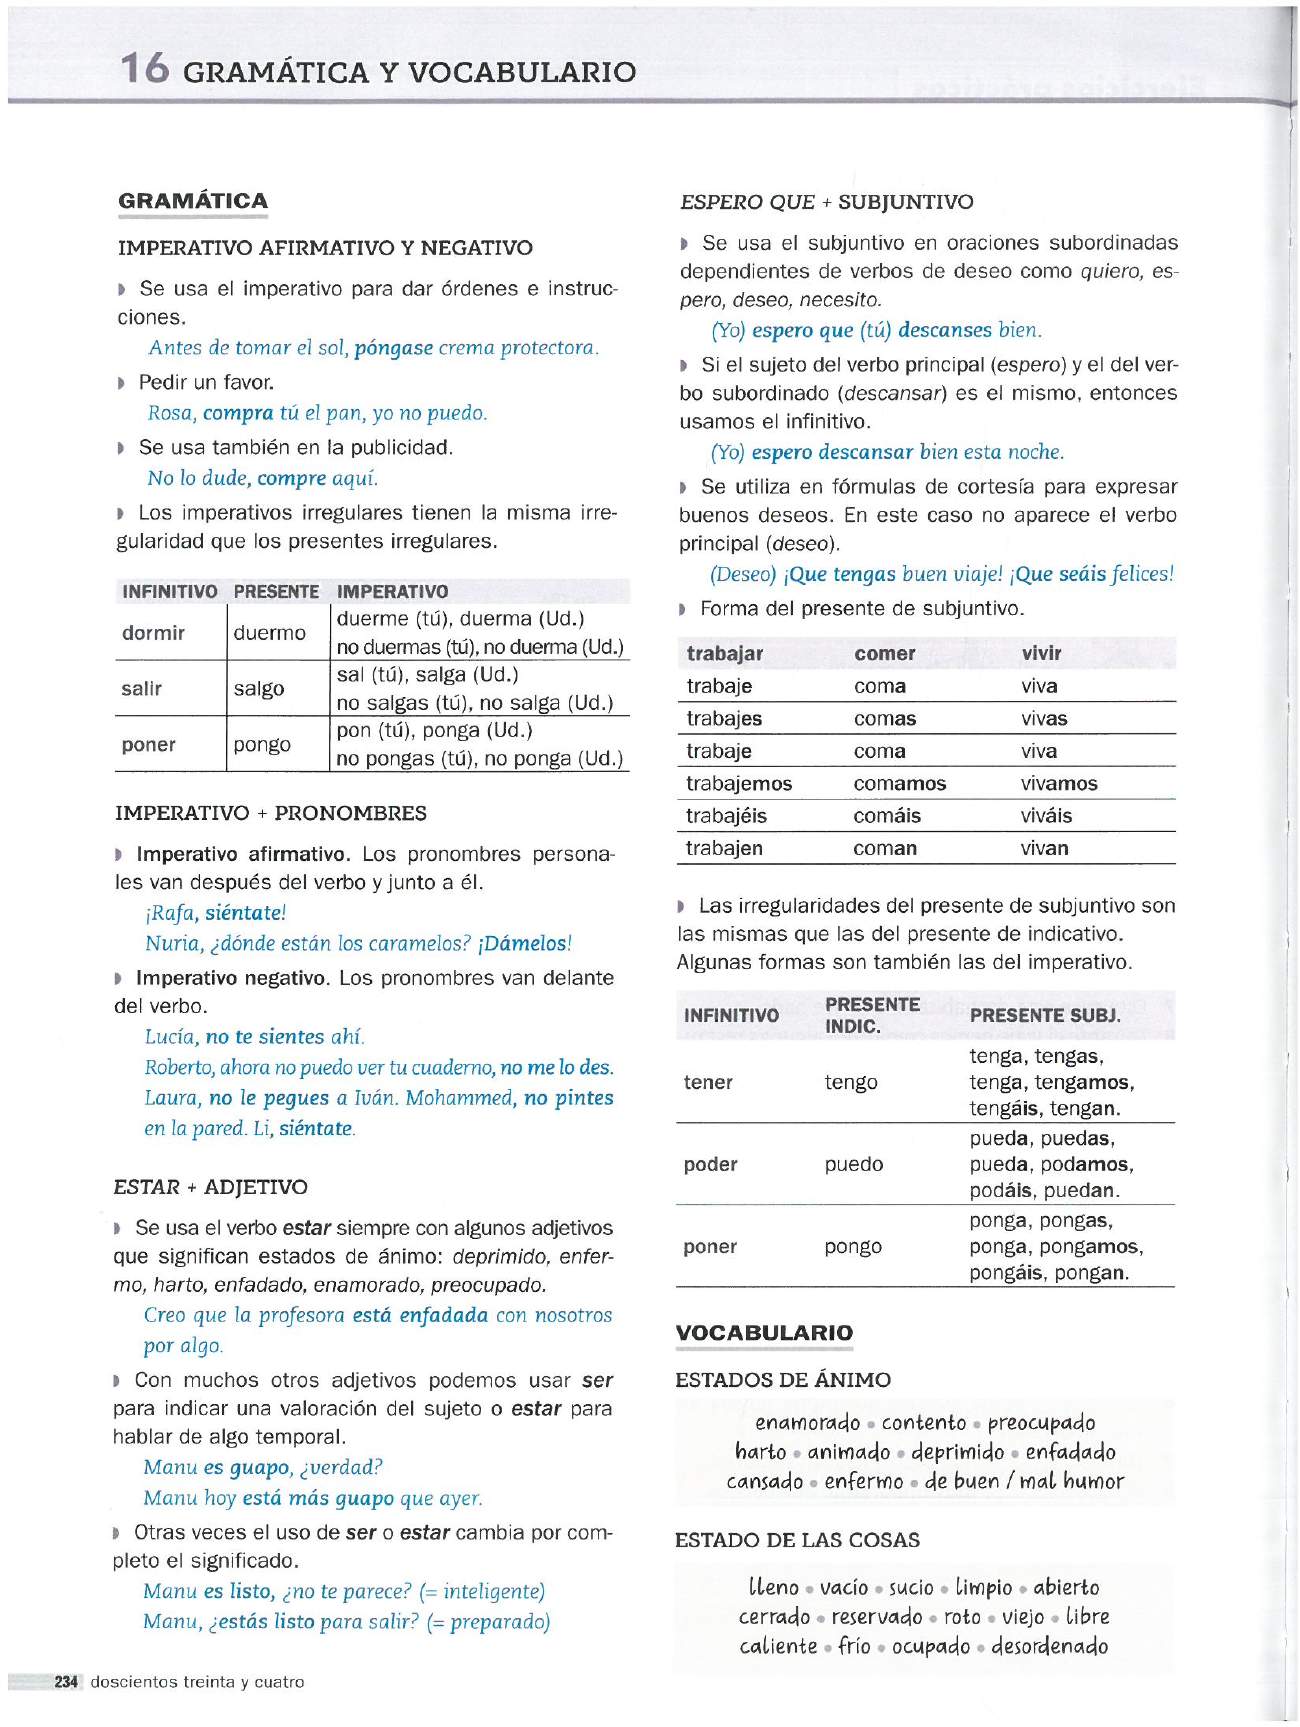 16 GRAMÁTICA Y VOCABULARIO
GRAMÁTICA
IMPERATIVO AFIRMATIVO Y NEGATIVO
Se usa el imperativo para dar órdenes e instruc-
ciones.
Antes de tomar el sol, póngase crema protectora.
Pedir un favor.
Rosa, compra tú el pan, yo no puedo.
Se usa también en la publicidad.
No lo dude, compre aquí.
Los imperativos irregulares tienen la misma irre-
gularidad que los presentes irregulares.
INFINITIVO PRESENTE IMPERATIVO
dormir duermo duerme (tú), duerma (Ud.)
no duermas (tú), no duerma (Ud.)
salir salgo sal (tú), salga (Ud.)
no salgas (tú), no salga (Ud.)
poner pongo pon (tú), ponga (Ud.)
no pongas (tú), no ponga (Ud.)
IMPERATIVO + PRONOMBRES
Imperativo afirmativo. Los pronombres persona-
les van después del verbo y junto a él.
¡Rafa, siéntate!
Nuria, ¿dónde están los caramelos? ¡Dámelos!
Imperativo negativo. Los pronombres van delante
del verbo.
Lucía, no te sientes ahí.
Roberto, ahora no puedo ver tu cuaderno, no me lo des.
Laura, no le pegues a Iván. Mohammed, no pintes
en la pared. Li, siéntate.
ESTAR + ADJETIVO
Se usa el verbo estar siempre con algunos adjetivos
que significan estados de ánimo: deprimido, enfer-
mo, harto, enfadado, enamorado, preocupado.
Creo que la profesora está enfadada con nosotros
por algo.
Con muchos otros adjetivos podemos usar ser
para indicar una valoración del sujeto o estar para
hablar de algo temporal.
Manu es guapo, ¿verdad?
Manu hoy está más guapo que ayer.
Otras veces el uso de ser o estar cambia por com-
pleto el significado.
Manu es listo, ¿no te parece? (= inteligente)
Manu, ¿estás listo para salir? (= preparado)
ESPERO QUE + SUBJUNTIVO
Se usa el subjuntivo en oraciones subordinadas
dependientes de verbos de deseo como quiero, es-
pero, deseo, necesito.
(Yo) espero que (tú) descanses bien.
Si el sujeto del verbo principal (espero) y el del ver-
bo subordinado (descansar) es el mismo, entonces
usamos el infinitivo.
(Yo) espero descansar bien esta noche.
Se utiliza en fórmulas de cortesía para expresar
buenos deseos. En este caso no aparece el verbo
principal (deseo).
(Deseo) ¡Que tengas buen viaje! ¡Que seáis felices!
Forma del presente de subjuntivo.
trabajar comer vivir
trabaje coma viva
trabajes comas vivas
trabaje coma viva
trabajemos comamos vivamos
trabajéis comáis viváis
trabajen coman vivan
Las irregularidades del presente de subjuntivo son
las mismas que las del presente de indicativo.
Algunas formas son también las del imperativo.
INFINITIVO PRESENTE INDIC. PRESENTE SUBJ.
tener tengo tenga, tengas,
tenga, tengamos,
tengáis, tengan.
poder puedo pueda, puedas,
pueda, podamos,
podáis, puedan.
poner pongo ponga, pongas,
ponga, pongamos,
pongáis, pongan.
VOCABULARIO
ESTADOS DE ÁNIMO
enamorado • contento • preocupado
harto • animado • deprimido • enfadado
cansado • enfermo • de buen / mal humor
ESTADO DE LAS COSAS
lleno • vacío • sucio • limpio • abierto
cerrado • reservado • roto • viejo • libre
caliente • frío • ocupado • desordenado
234 doscientos treinta y cuatro